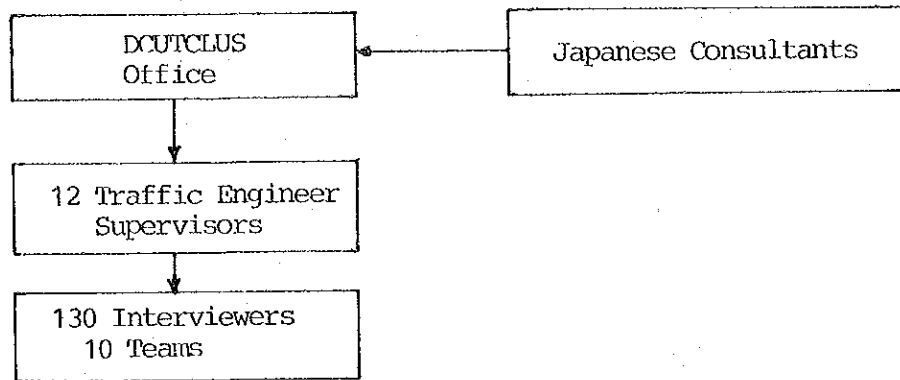 DCUTCLUS
Office
Japanese Consultants
12 Traffic Engineer
Supervisors
130 Interviewers
10 Teams